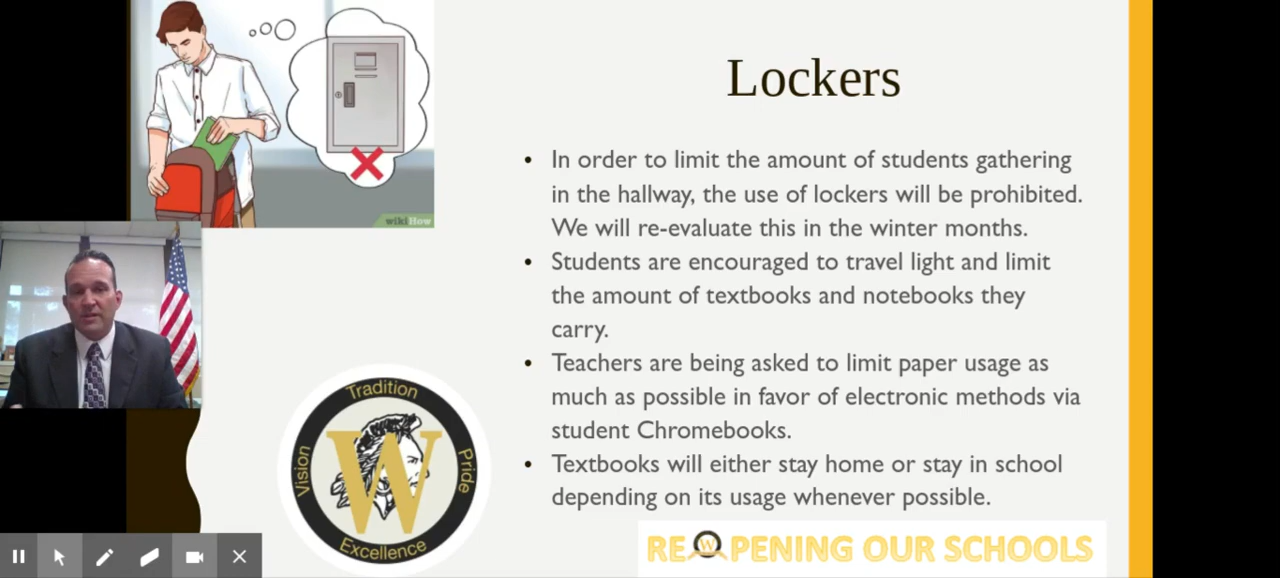 wikiHow
Lockers
• In order to limit the amount of students gathering
in the hallway, the use of lockers will be prohibited.
We will re-evaluate this in the winter months.
• Students are encouraged to travel light and limit
the amount of textbooks and notebooks they
carry.
• Teachers are being asked to limit paper usage as
much as possible in favor of electronic methods via
student Chromebooks.
• Textbooks will either stay home or stay in school
depending on its usage whenever possible.
Tradition
Vision
W
Pride
Excellence
REOPENING OUR SCHOOLS